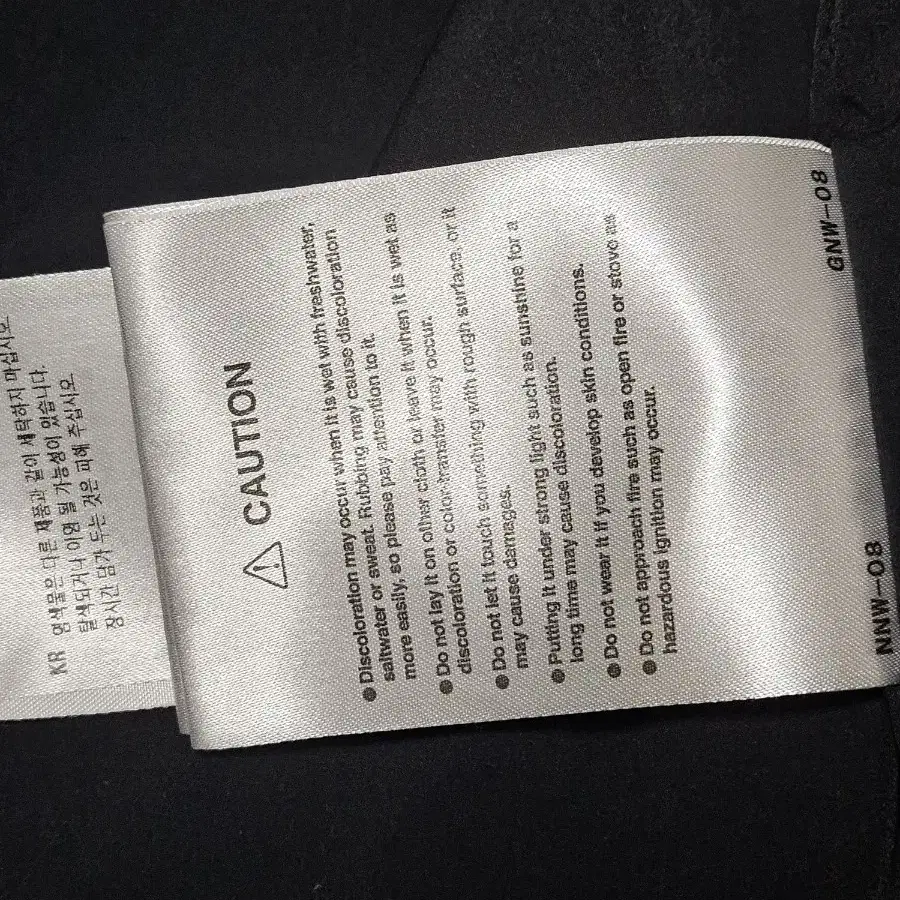 KR 염색물은 다른 제품과 같이 세탁하지 마십시오.
탈색되거나 이염 될 가능성이 있습니다.
장시간 담가 두는 것은 피해 주십시오.
CAUTION
● Discoloration may occur when it is wet with freshwater,
saltwater or sweat. Rubbing may cause discoloration
more easily, so please pay attention to it.
● Do not lay it on other cloth or leave it when it is wet as
discoloration or color-transfer may occur.
● Do not let it touch something with rough surface, or it
may cause damages.
● Putting it under strong light such as sunshine for a
long time may cause discoloration.
● Do not wear it if you develop skin conditions.
● Do not approach fire such as open fire or stove as
hazardous ignition may occur.
NNW-08
GNW-08